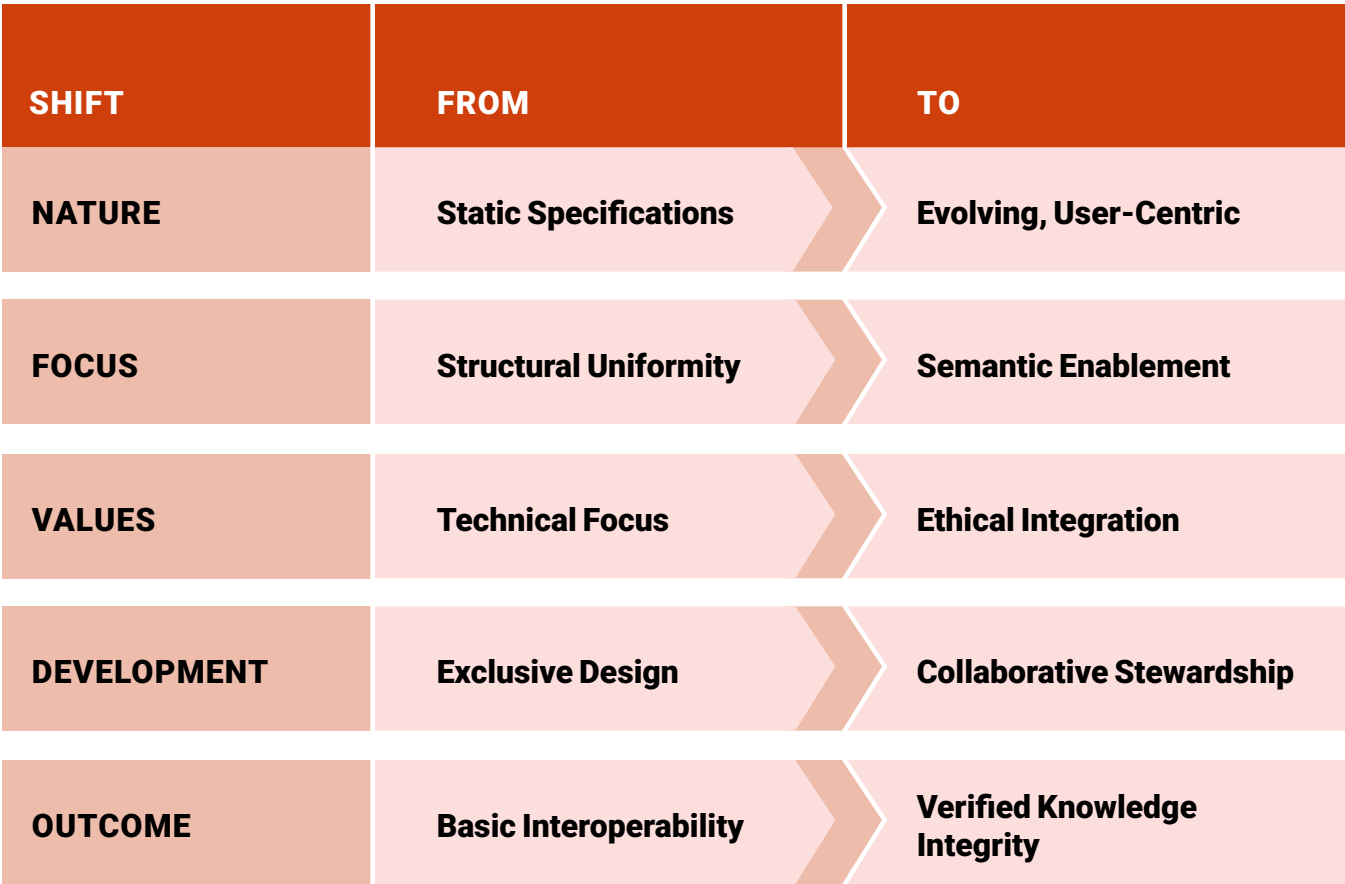 SHIFT FROM TO
NATURE Static Specifications Evolving, User-Centric
FOCUS Structural Uniformity Semantic Enablement
VALUES Technical Focus Ethical Integration
DEVELOPMENT Exclusive Design Collaborative Stewardship
OUTCOME Basic Interoperability Verified Knowledge
Integrity